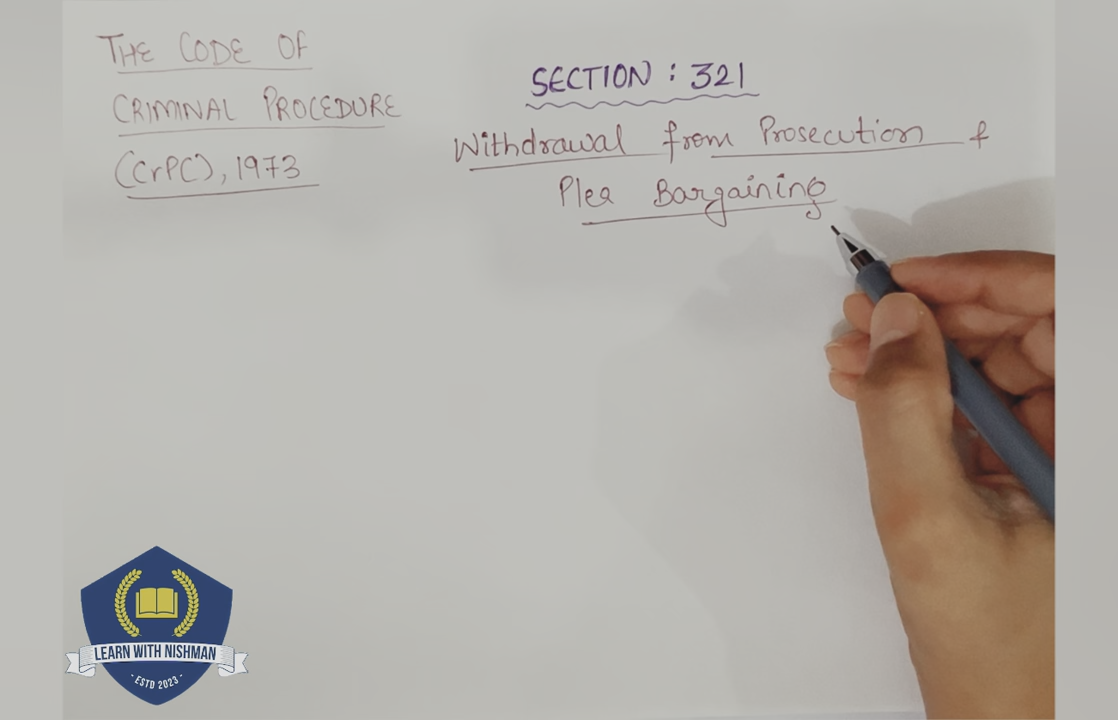 THE CODE OF
CRIMINAL PROCEDURE
(CrPC), 1973
SECTION : 321
Withdrawal from Prosecution &
Plea Bargaining
LEARN WITH NISHMAN
- ESTD 2023 -